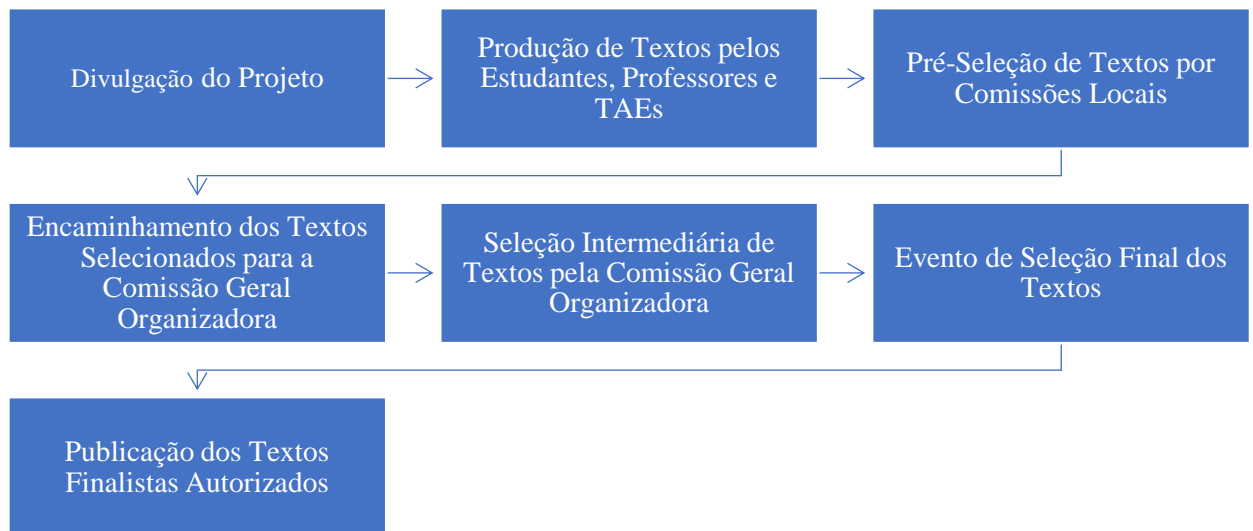 Divulgação do Projeto
Produção de Textos pelos
Estudantes, Professores e
TAEs
Pré-Seleção de Textos por
Comissões Locais
Encaminhamento dos Textos
Selecionados para a
Comissão Geral
Organizadora
Seleção Intermediária de
Textos pela Comissão Geral
Organizadora
Evento de Seleção Final dos
Textos
Publicação dos Textos
Finalistas Autorizados